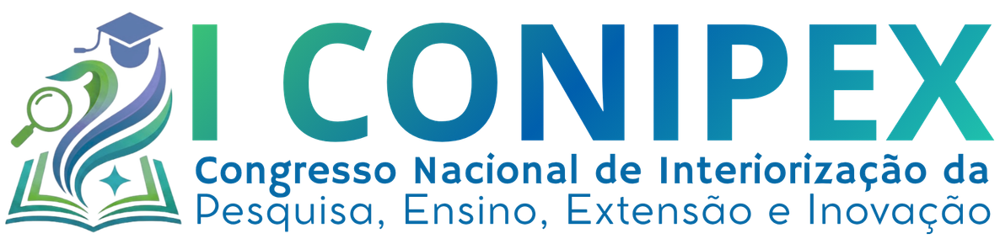 I CONIPEX
Congresso Nacional de Interiorização da
Pesquisa, Ensino, Extensão e Inovação